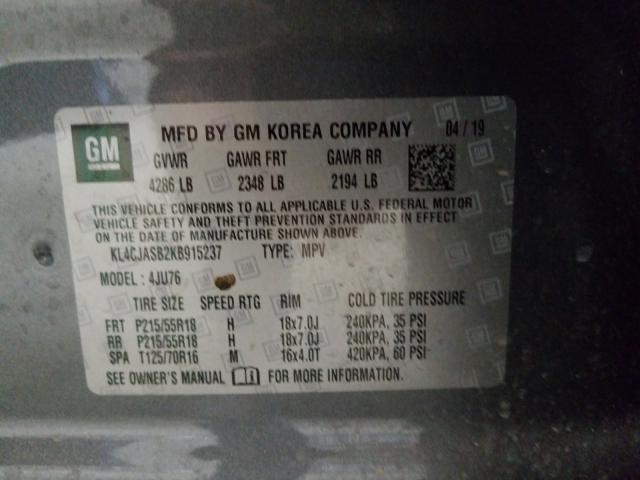 GM
MFD BY GM KOREA COMPANY 04 / 19
GVWR GAWR FRT GAWR RR
4286 LB 2348 LB 2194 LB
THIS VEHICLE CONFORMS TO ALL APPLICABLE U.S. FEDERAL MOTOR
VEHICLE SAFETY AND THEFT PREVENTION STANDARDS IN EFFECT
ON THE DATE OF MANUFACTURE SHOWN ABOVE.
KL4CJASB2KB915237 TYPE: MPV
MODEL: 4JU76
TIRE SIZE SPEED RTG RIM COLD TIRE PRESSURE
FRT P215/55R18 H 18x7.0J 240KPA, 35 PSI
RR P215/55R18 H 18x7.0J 240KPA, 35 PSI
SPA T125/70R16 M 16x4.0T 420KPA, 60 PSI
SEE OWNER'S MANUAL FOR MORE INFORMATION.